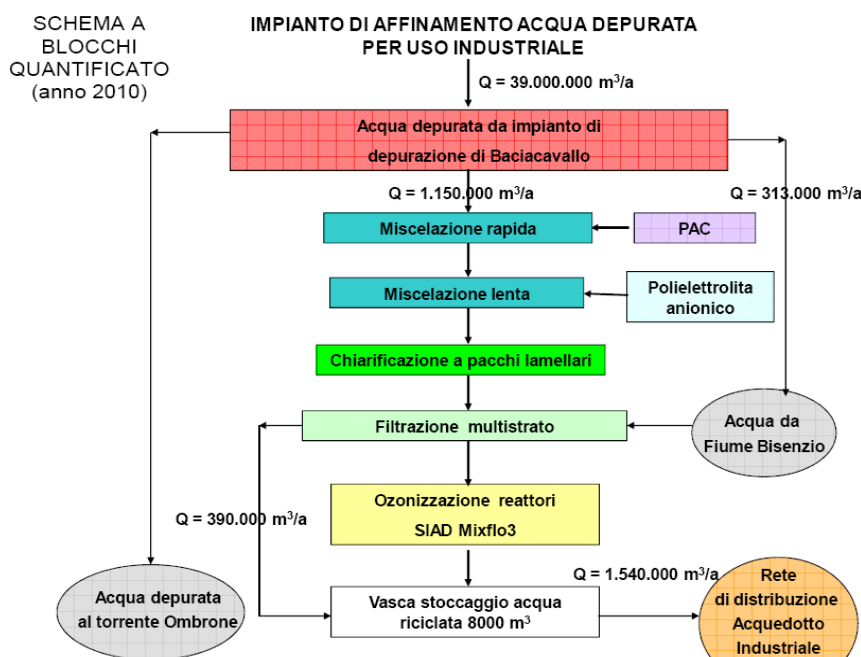 SCHEMA A
BLOCCHI
QUANTIFICATO
(anno 2010)
IMPIANTO DI AFFINAMENTO ACQUA DEPURATA
PER USO INDUSTRIALE
Q = 39.000.000 m³/a
Acqua depurata da impianto di
depurazione di Baciacavallo
Q = 1.150.000 m³/a
Q = 313.000 m³/a
Miscelazione rapida
PAC
Miscelazione lenta
Polielettrolita
anionico
Chiarificazione a pacchi lamellari
Filtrazione multistrato
Acqua da
Fiume Bisenzio
Ozonizzazione reattori
SIAD Mixflo3
Q = 390.000 m³/a
Q = 1.540.000 m³/a
Acqua depurata
al torrente Ombrone
Vasca stoccaggio acqua
riciclata 8000 m³
Rete
di distribuzione
Acquedotto
Industriale